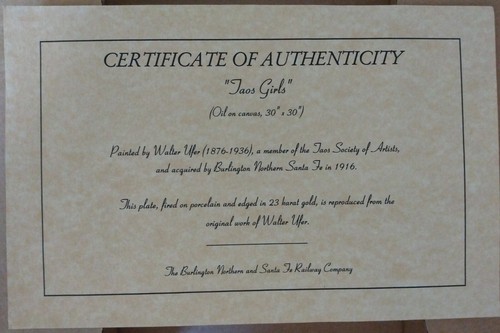 CERTIFICATE OF AUTHENTICITY
"Taos Girls"
(Oil on canvas, 30" x 30")
Painted by Walter Ufer (1876-1936), a member of the Taos Society of Artists,
and acquired by Burlington Northern Santa Fe in 1916.
This plate, fired on porcelain and edged in 23 karat gold, is reproduced from the
original work of Walter Ufer.
The Burlington Northern and Santa Fe Railway Company